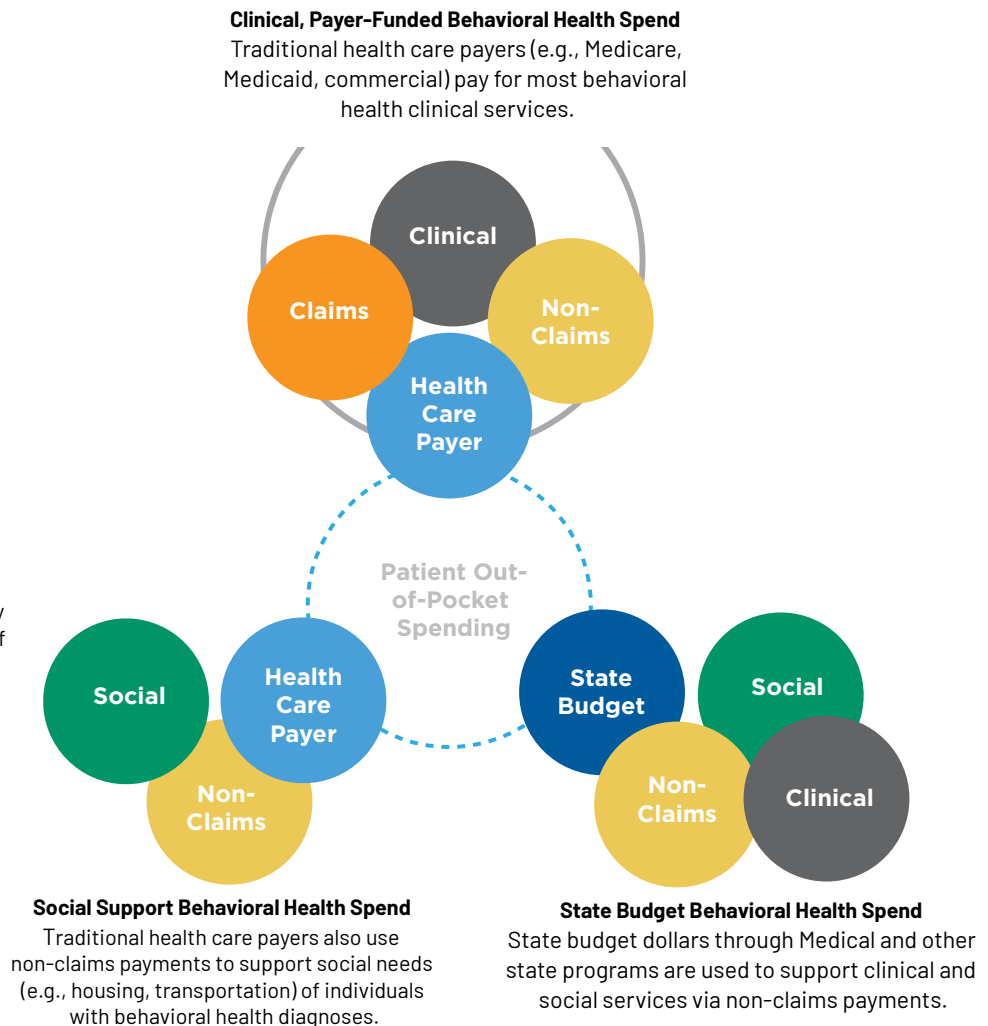 Clinical, Payer-Funded Behavioral Health Spend
Traditional health care payers (e.g., Medicare,
Medicaid, commercial) pay for most behavioral
health clinical services.
Clinical
Claims
Non-
Claims
Health
Care
Payer
Patient Out-
of-Pocket
Spending
Social
Health
Care
Payer
Non-
Claims
State
Budget
Social
Non-
Claims
Clinical
Social Support Behavioral Health Spend
Traditional health care payers also use
non-claims payments to support social needs
(e.g., housing, transportation) of individuals
with behavioral health diagnoses.
State Budget Behavioral Health Spend
State budget dollars through Medical and other
state programs are used to support clinical and
social services via non-claims payments.